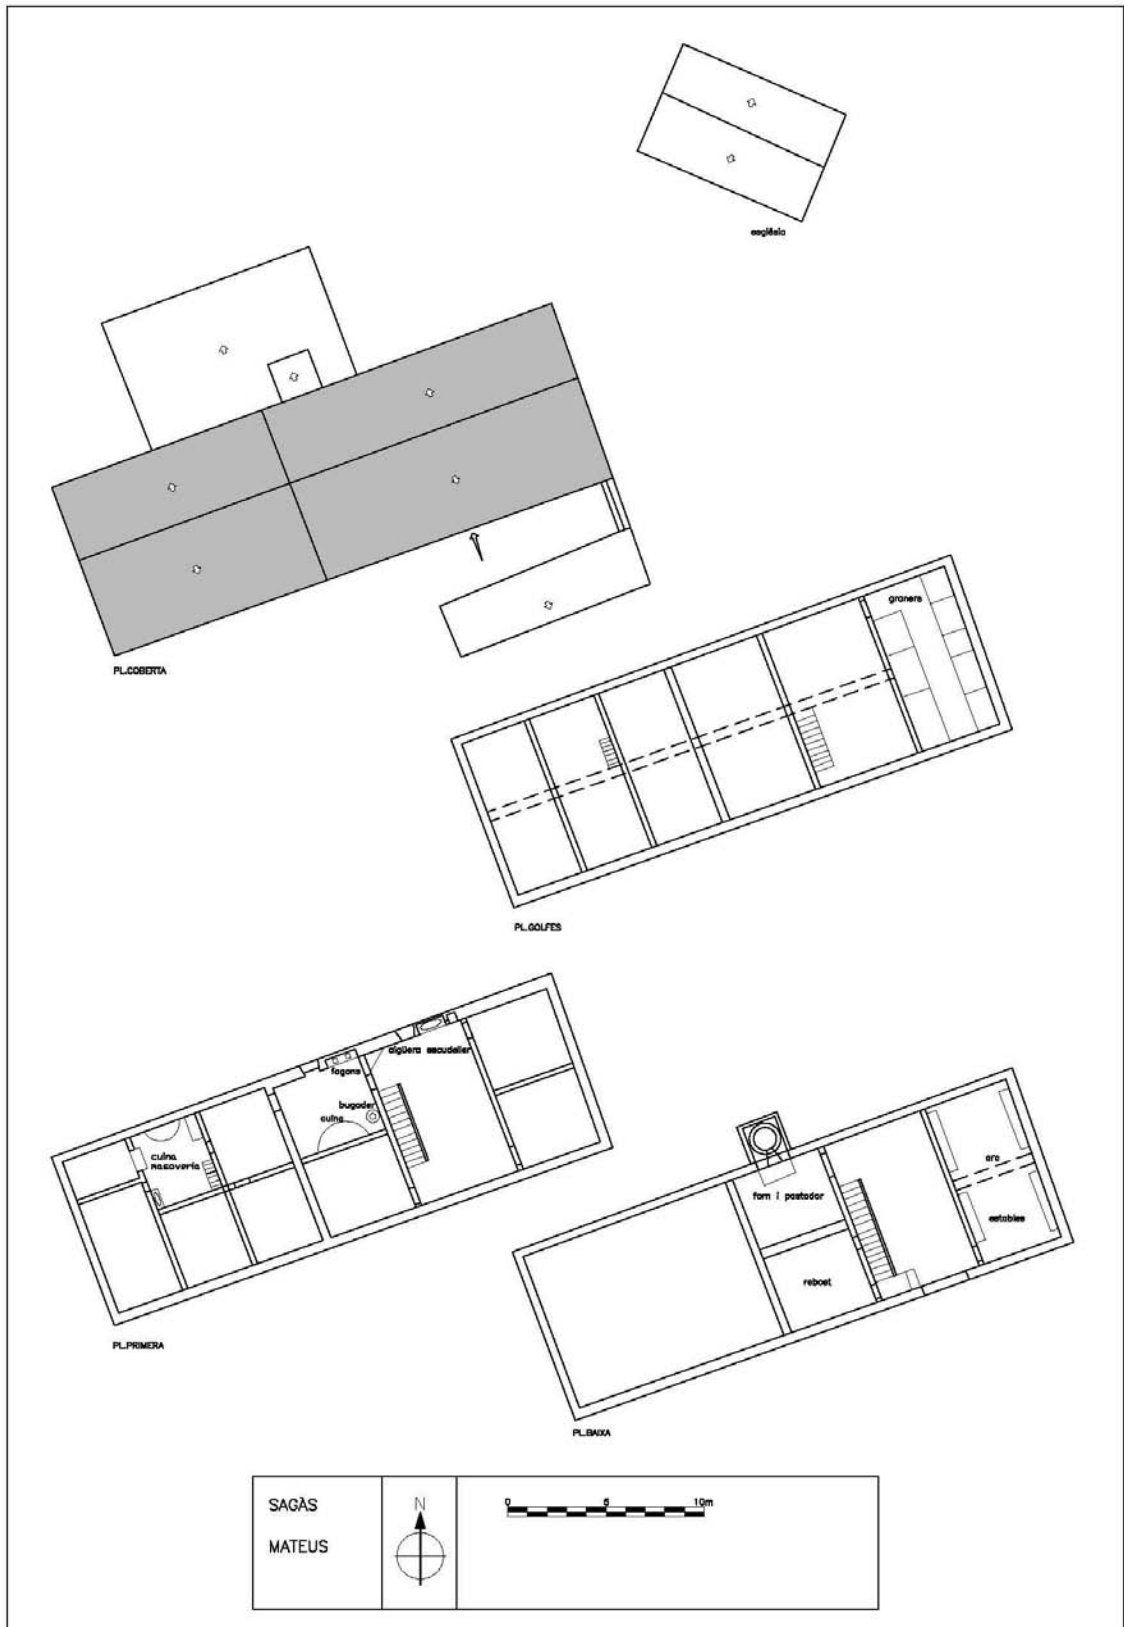 església
PL.COBERTA
graners
PL.GOLFES
aigüera escudeller
fogons
bugader
cuina
cuina
masoveria
PL.PRIMERA
forn i pastador
era
estables
rebost
PL.BAIXA
SAGÀS
MATEUS
N
0 5 10m